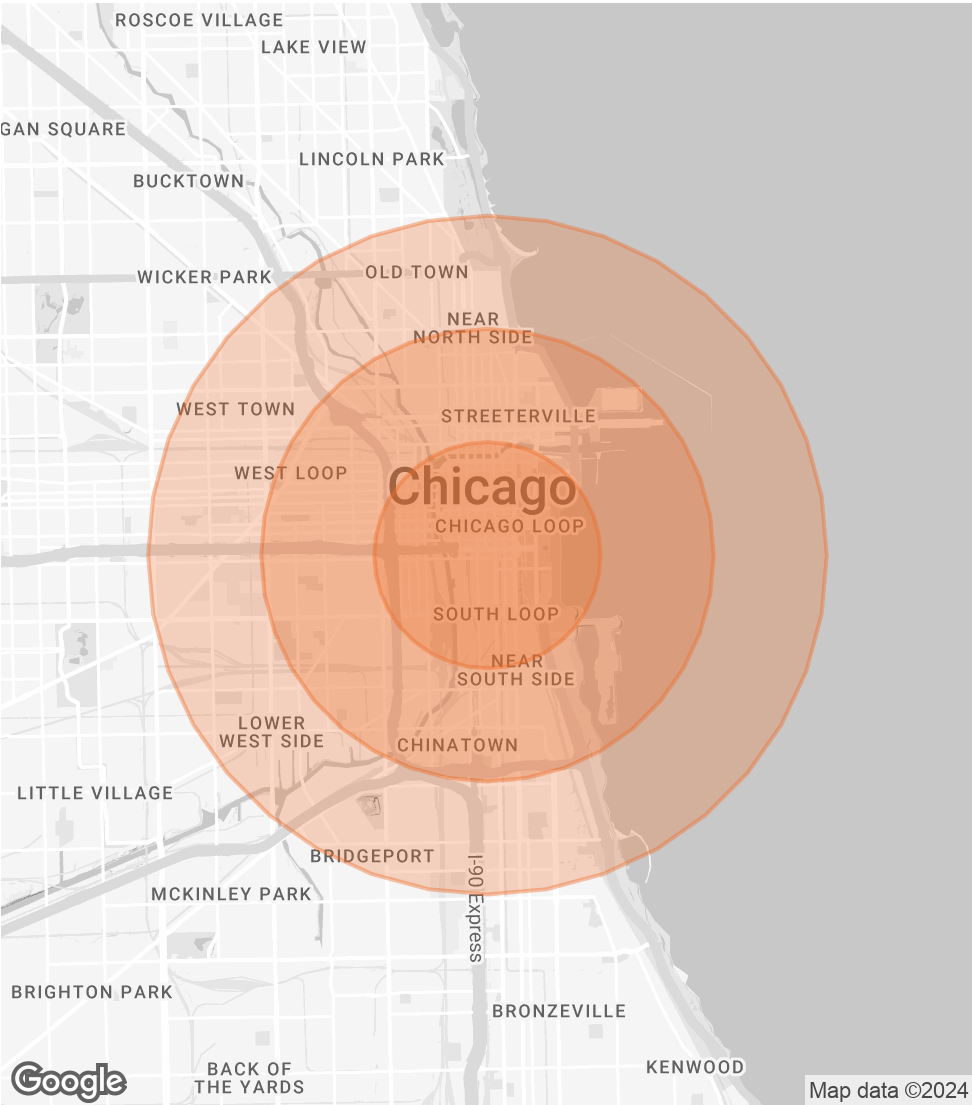 ROSCOE VILLAGE
LAKE VIEW
GAN SQUARE
LINCOLN PARK
BUCKTOWN
OLD TOWN
WICKER PARK
NEAR
NORTH SIDE
WEST TOWN
STREETERVILLE
WEST LOOP
Chicago
CHICAGO LOOP
SOUTH LOOP
NEAR
SOUTH SIDE
LOWER
WEST SIDE
CHINATOWN
LITTLE VILLAGE
BRIDGEPORT
I-90 Express
MCKINLEY PARK
BRIGHTON PARK
BRONZEVILLE
BACK OF
THE YARDS
KENWOOD
Google
Map data ©2024